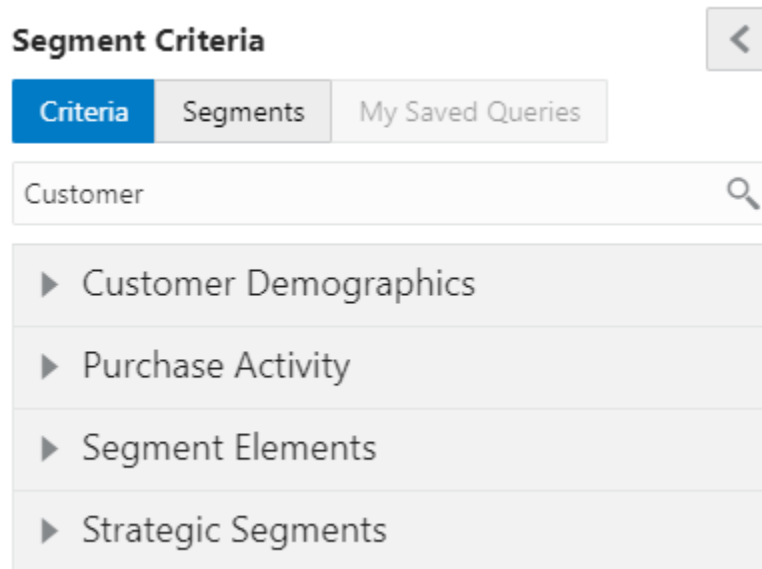 Segment Criteria
Criteria Segments My Saved Queries
Customer
Customer Demographics
Purchase Activity
Segment Elements
Strategic Segments